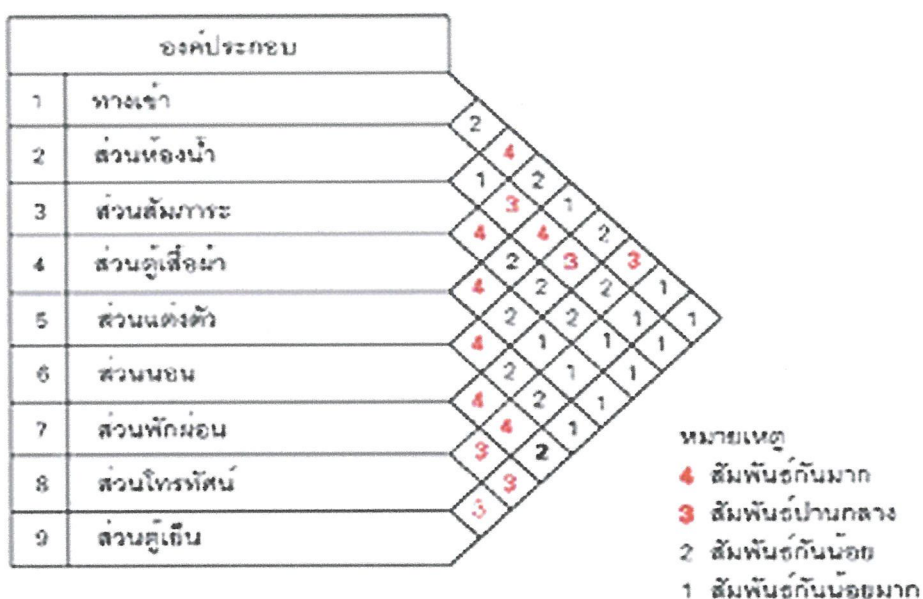 องค์ประกอบ
1 ทางเข้า
2 ส่วนห้องน้ำ
3 ส่วนสัมภาระ
4 ส่วนตู้เสื้อผ้า
5 ส่วนแต่งตัว
6 ส่วนนอน
7 ส่วนพักผ่อน
8 ส่วนโทรทัศน์
9 ส่วนตู้เย็น
2
4
1 2
3 1
4 4 2
2 3 3
4 2 2 1
2 2 1 1
4 1 1 1
2 1 1
4 2 1
4 1
3 2
3
3
หมายเหตุ
4 สัมพันธ์กันมาก
3 สัมพันธ์ปานกลาง
2 สัมพันธ์กันน้อย
1 สัมพันธ์กันน้อยมาก